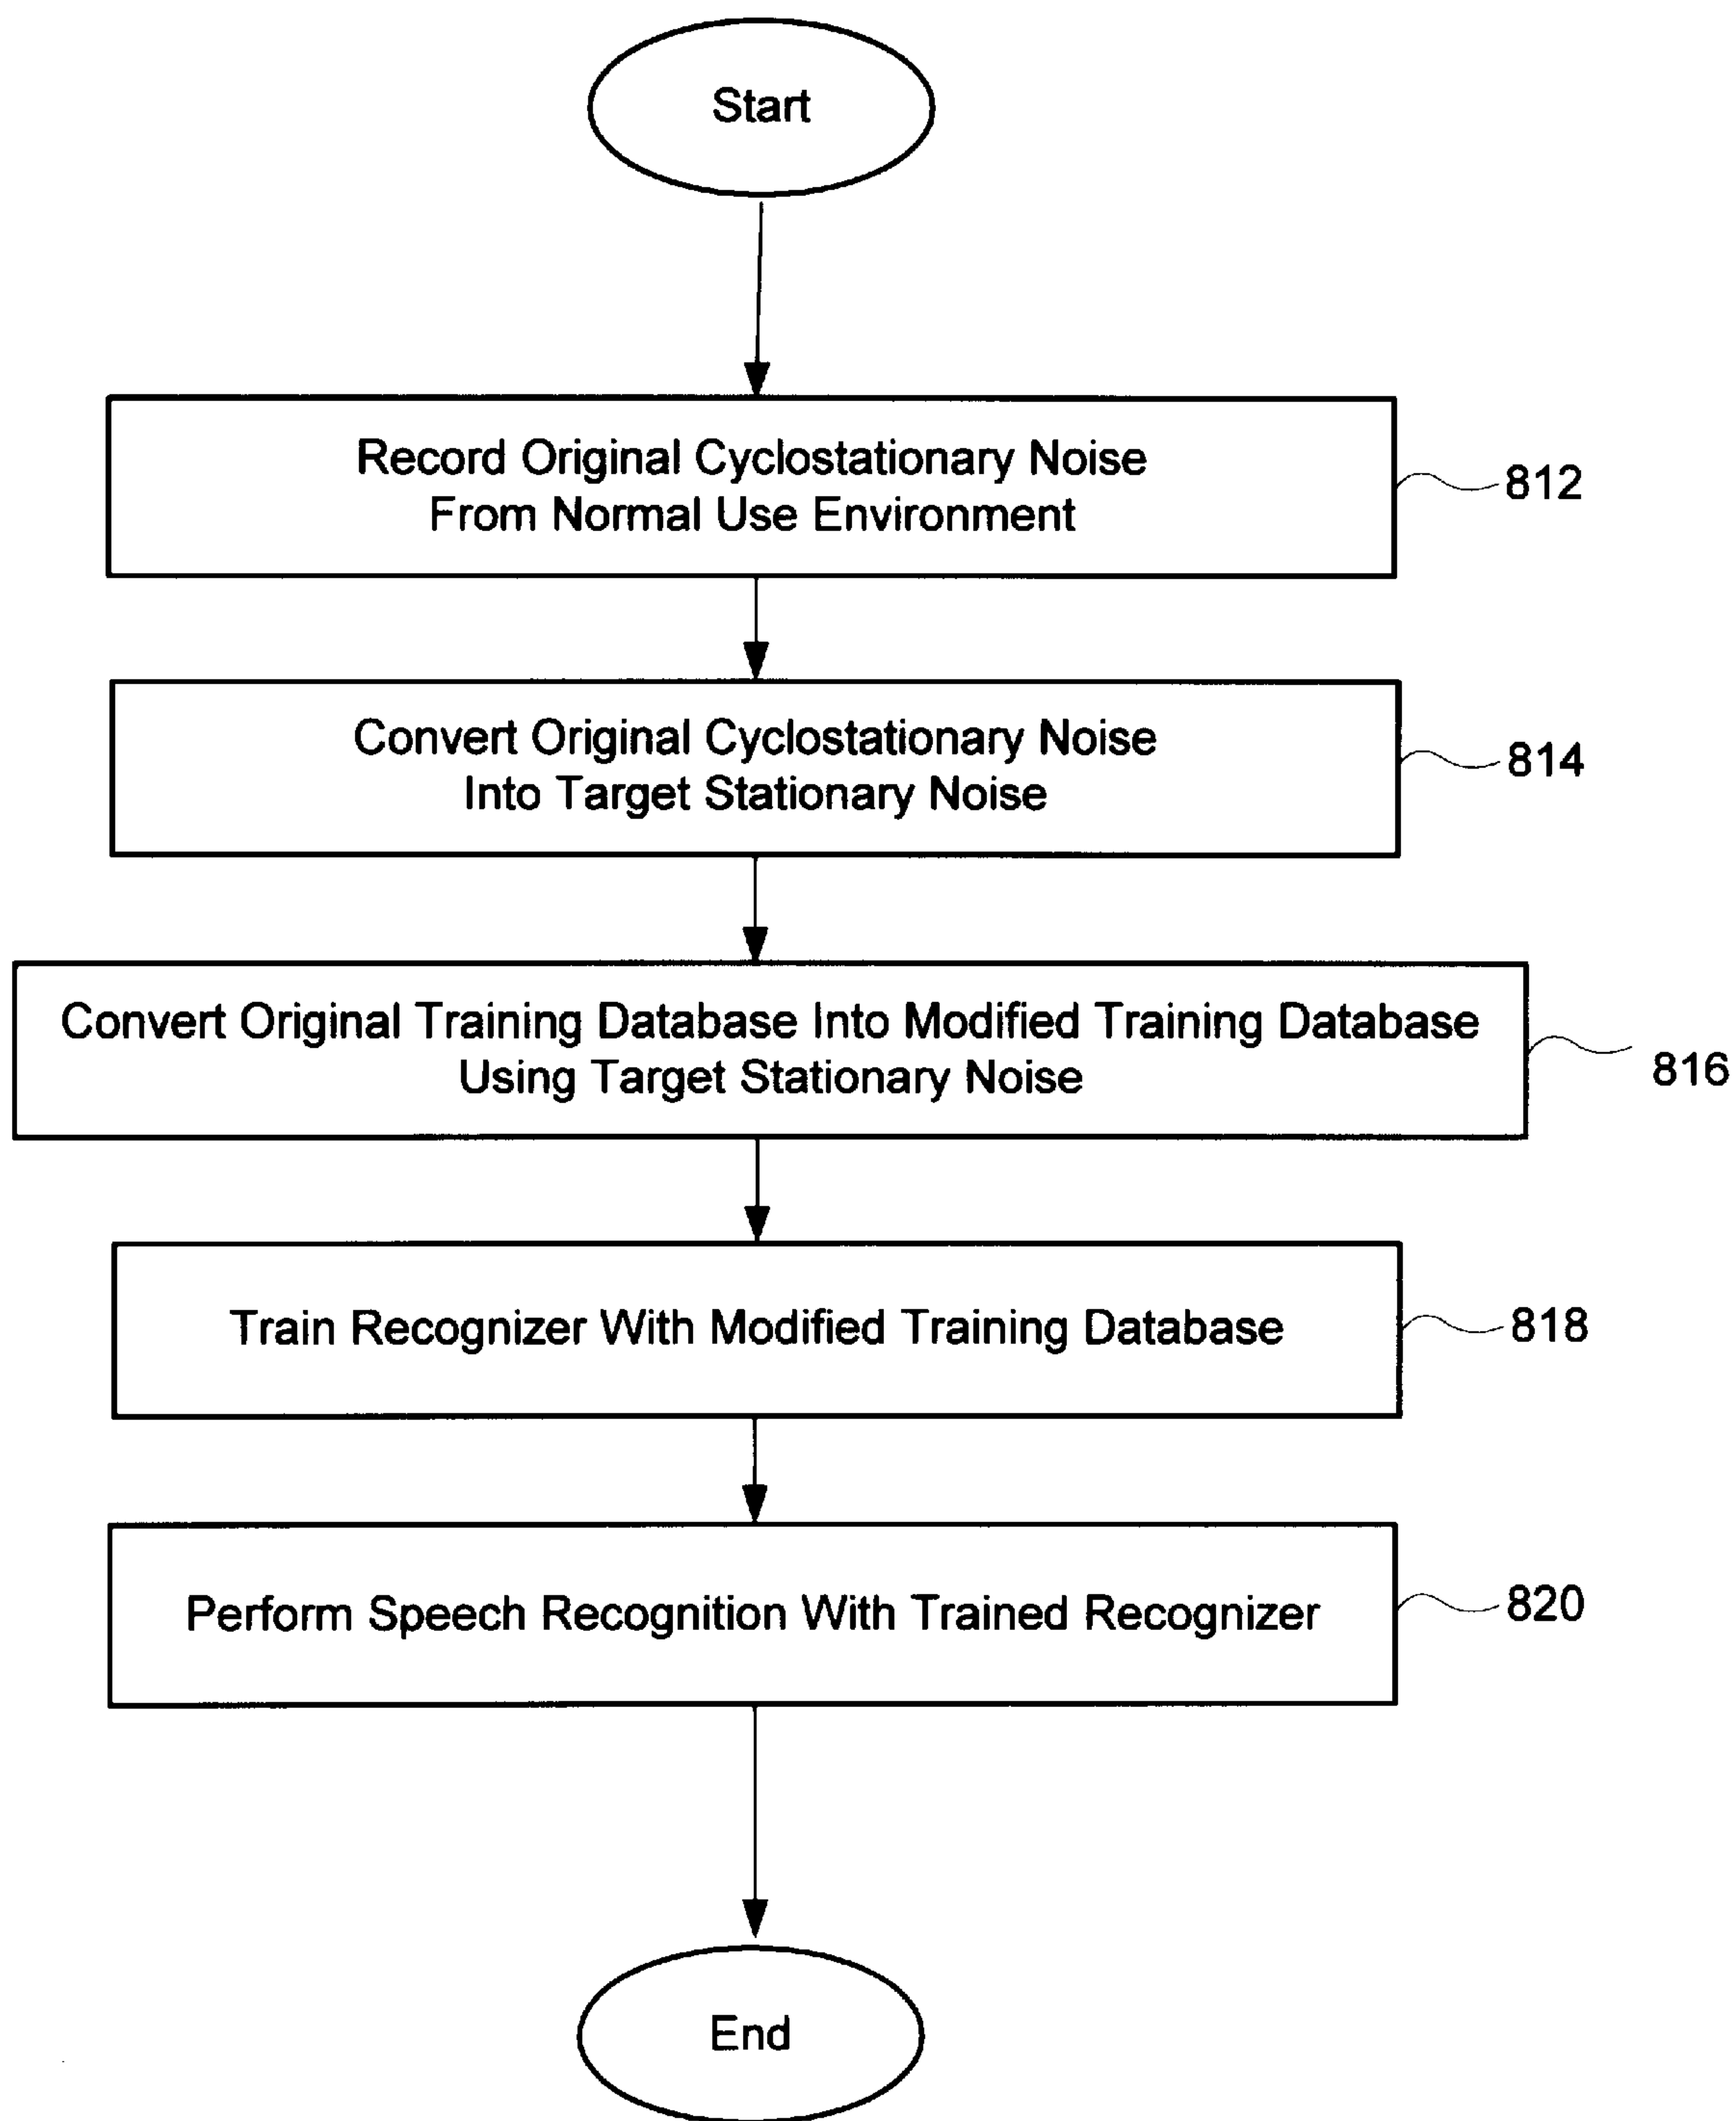 Start
Record Original Cyclostationary Noise
From Normal Use Environment
812
Convert Original Cyclostationary Noise
Into Target Stationary Noise
814
Convert Original Training Database Into Modified Training Database
Using Target Stationary Noise
816
Train Recognizer With Modified Training Database
818
Perform Speech Recognition With Trained Recognizer
820
End